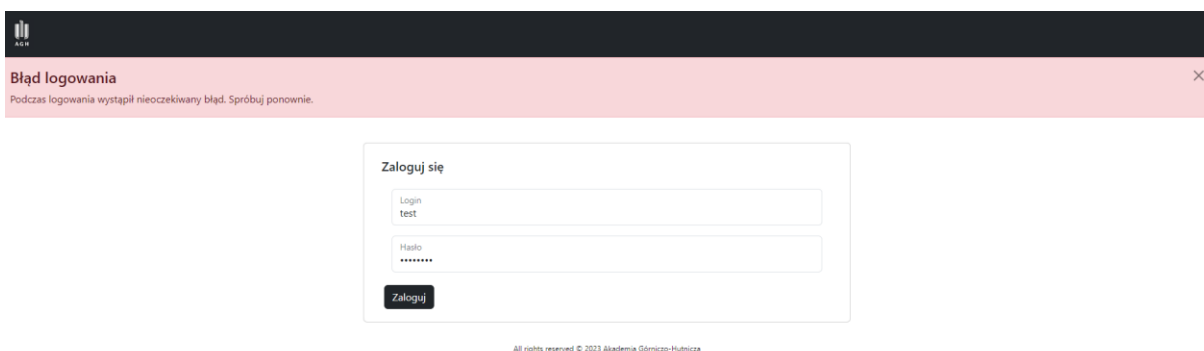 AGH
Błąd logowania
Podczas logowania wystąpił nieoczekiwany błąd. Spróbuj ponownie.
Zaloguj się
Login
test
Hasło
••••••••
Zaloguj
All rights reserved © 2023 Akademia Górniczo-Hutnicza